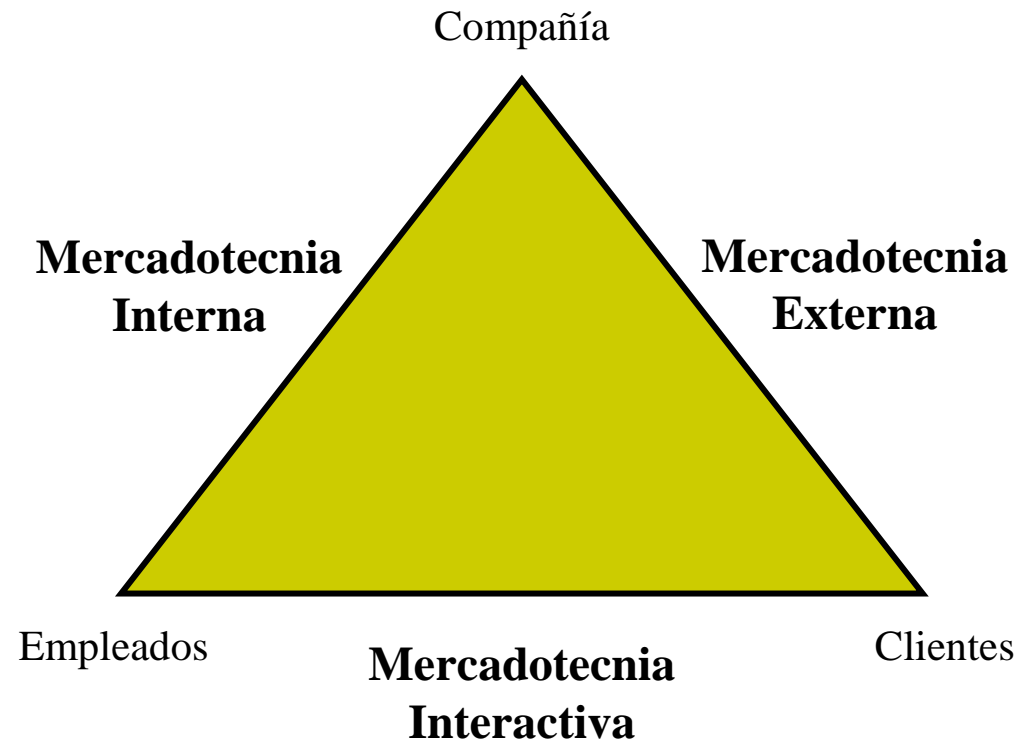 Compañía
Mercadotecnia
Interna
Mercadotecnia
Externa
Empleados
Clientes
Mercadotecnia
Interactiva